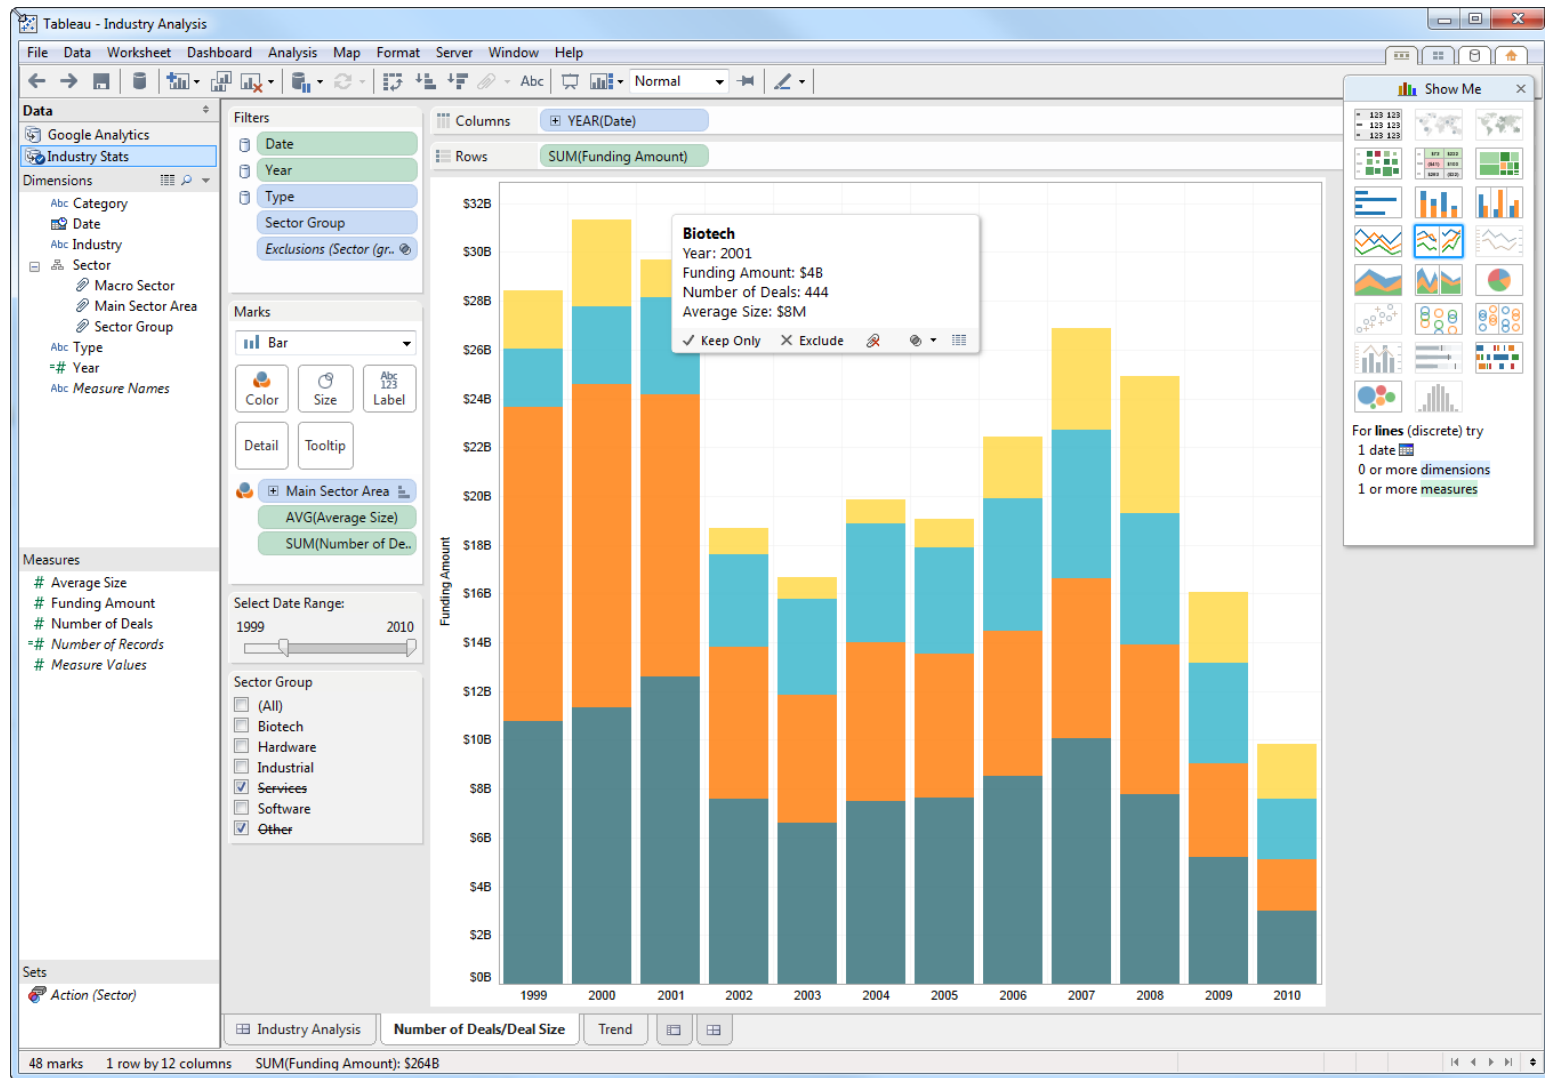 Tableau - Industry Analysis
File Data Worksheet Dashboard Analysis Map Format Server Window Help
Abc Normal
Data
Google Analytics
Industry Stats
Dimensions
Abc Category
Date
Abc Industry
Sector
Macro Sector
Main Sector Area
Sector Group
Abc Type
=# Year
Abc Measure Names
Measures
# Average Size
# Funding Amount
# Number of Deals
=# Number of Records
# Measure Values
Sets
Action (Sector)
Filters
Date
Year
Type
Sector Group
Exclusions (Sector (gr..
Marks
Bar
Color Size Abc 123 Label
Detail Tooltip
Main Sector Area
AVG(Average Size)
SUM(Number of De..
Select Date Range:
1999 2010
Sector Group
(All)
Biotech
Hardware
Industrial
Services
Software
Other
Columns YEAR(Date)
Rows SUM(Funding Amount)
Funding Amount
$32B
$30B
$28B
$26B
$24B
$22B
$20B
$18B
$16B
$14B
$12B
$10B
$8B
$6B
$4B
$2B
$0B
1999 2000 2001 2002 2003 2004 2005 2006 2007 2008 2009 2010
Biotech
Year: 2001
Funding Amount: $4B
Number of Deals: 444
Average Size: $8M
Keep Only Exclude
Show Me
123 123
123 123
123 123
For lines (discrete) try
1 date
0 or more dimensions
1 or more measures
Industry Analysis Number of Deals/Deal Size Trend
48 marks 1 row by 12 columns SUM(Funding Amount): $264B